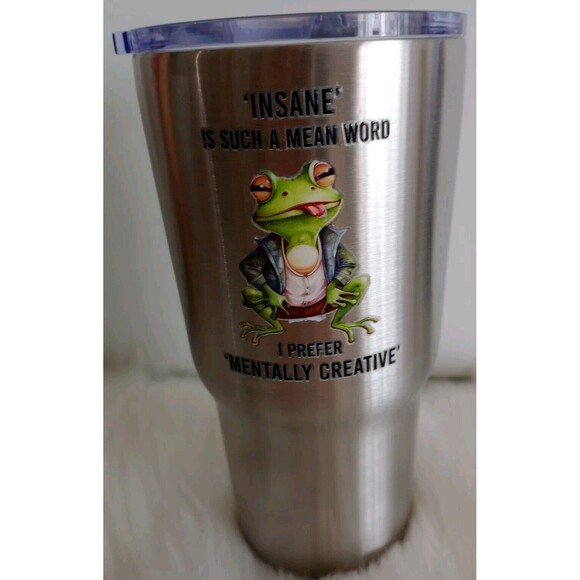 'INSANE'
IS SUCH A MEAN WORD
I PREFER
'MENTALLY CREATIVE'